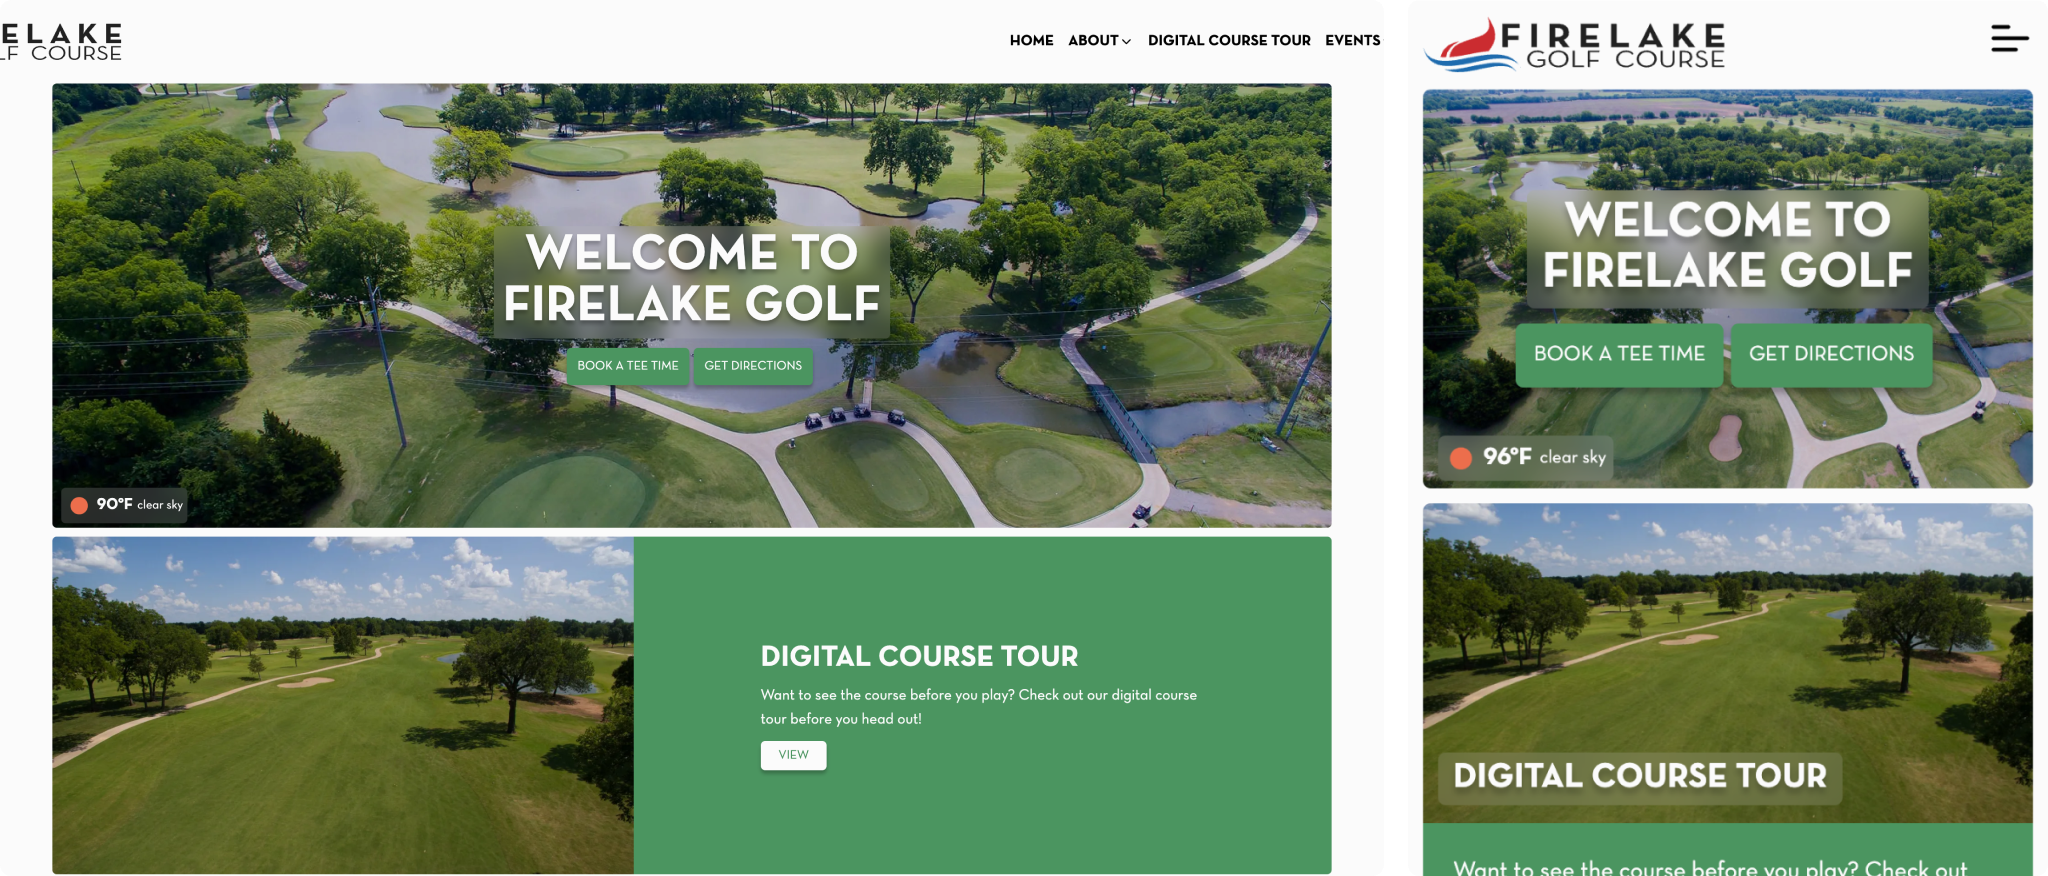 ELAKE
LF COURSE
HOME ABOUT DIGITAL COURSE TOUR EVENTS
WELCOME TO
FIRELAKE GOLF
BOOK A TEE TIME GET DIRECTIONS
90°F clear sky
DIGITAL COURSE TOUR
Want to see the course before you play? Check out our digital course
tour before you head out!
VIEW
FIRELAKE
GOLF COURSE
WELCOME TO
FIRELAKE GOLF
BOOK A TEE TIME GET DIRECTIONS
96°F clear sky
DIGITAL COURSE TOUR
Want to see the course before you play? Check out